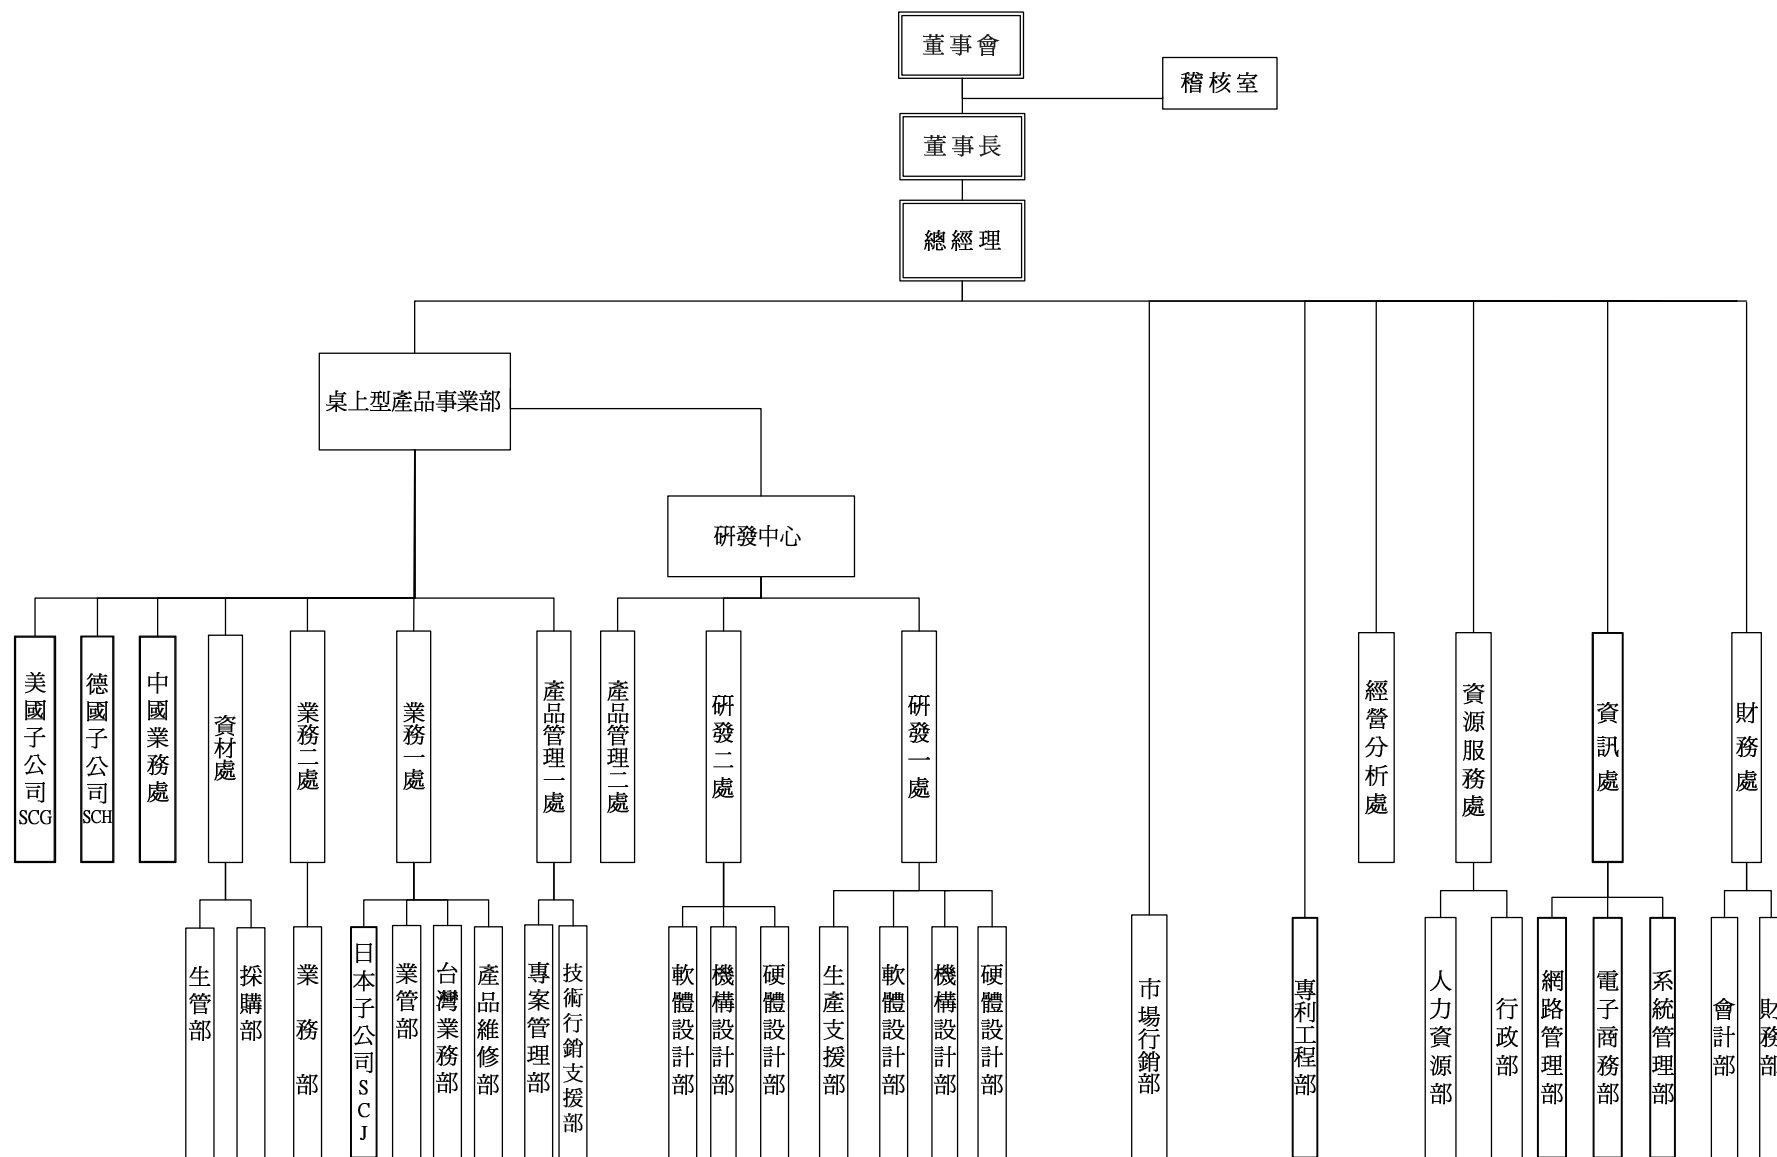 董事會
稽核室
董事長
總經理
桌上型產品事業部
研發中心
美國子公司SCG
德國子公司SCH
中國業務處
資材處
業務二處
業務一處
產品管理一處
產品管理二處
研發二處
研發一處
經營分析處
資源服務處
資訊處
財務處
生管部
採購部
業務部
日本子公司SCJ
業管部
台灣業務部
產品維修部
專案管理部
技術行銷支援部
軟體設計部
機構設計部
硬體設計部
生產支援部
軟體設計部
機構設計部
硬體設計部
市場行銷部
專利工程部
人力資源部
行政部
網路管理部
電子商務部
系統管理部
會計部
財務部